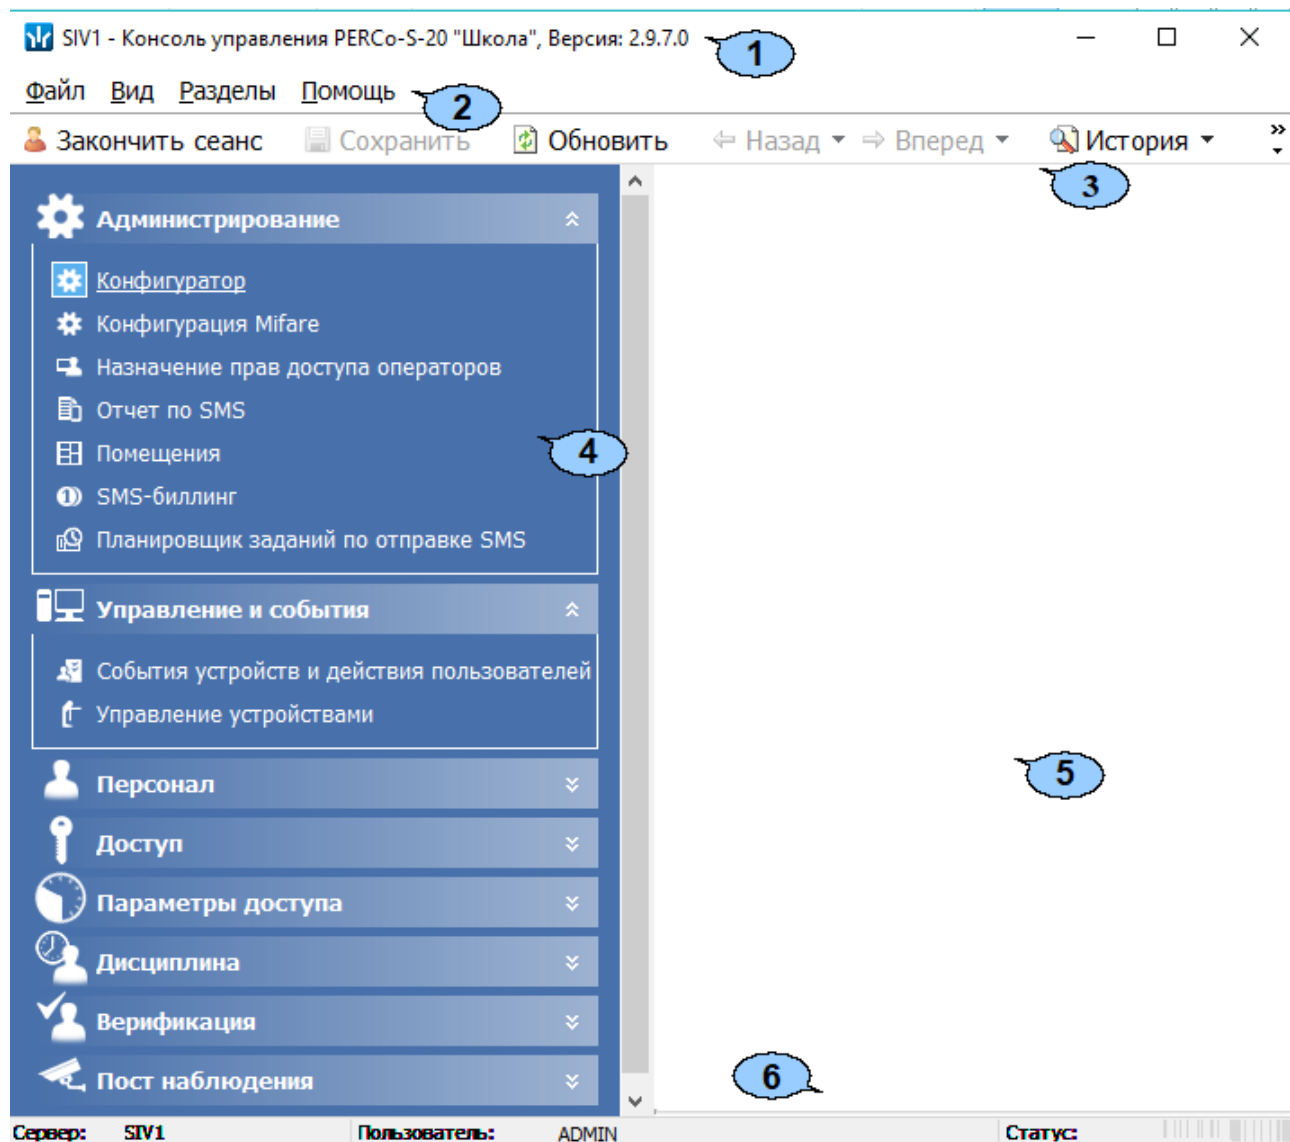 SIV1 - Консоль управления PERCo-S-20 "Школа", Версия: 2.9.7.0
1
Файл Вид Разделы Помощь
2
Закончить сеанс Сохранить Обновить Назад Вперед История
3
Администрирование
Конфигуратор
Конфигурация Mifare
Назначение прав доступа операторов
Отчет по SMS
4
Помещения
SMS-биллинг
Планировщик заданий по отправке SMS
Управление и события
События устройств и действия пользователей
Управление устройствами
5
Персонал
Доступ
Параметры доступа
Дисциплина
Верификация
Пост наблюдения
6
Сервер: SIV1 Пользователь: ADMIN Статус: